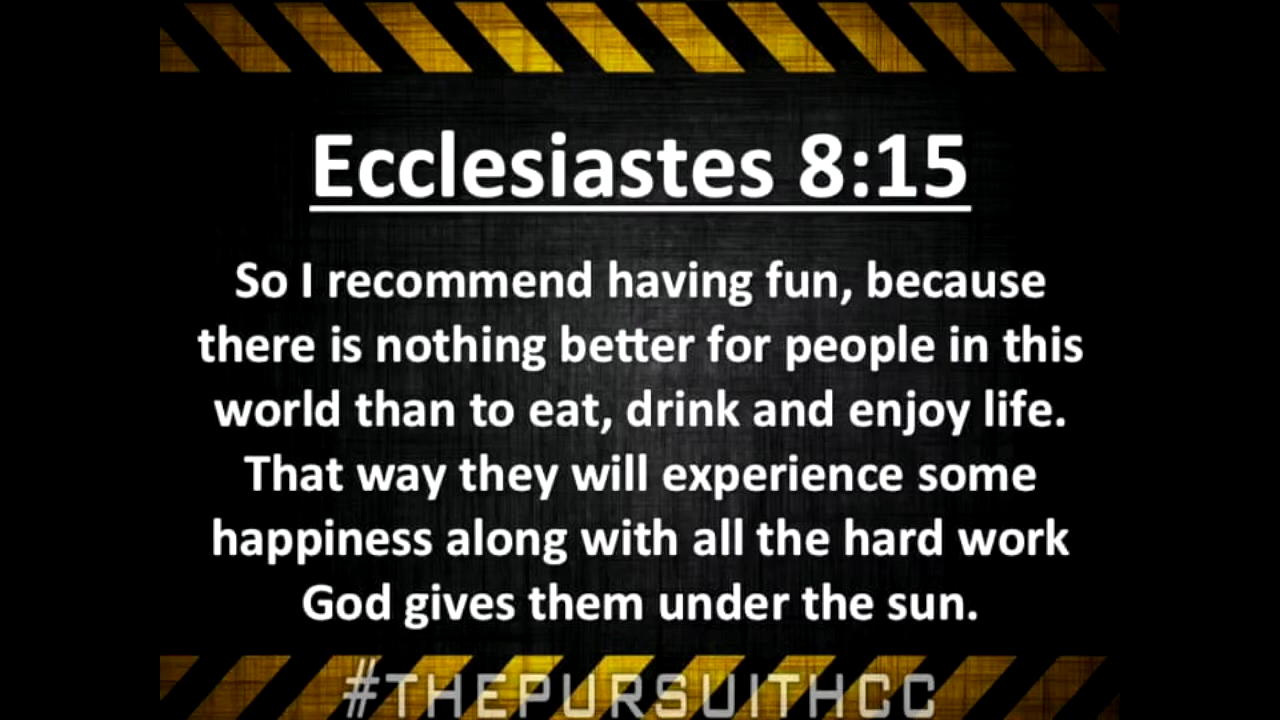 Ecclesiastes 8:15
So I recommend having fun, because
there is nothing better for people in this
world than to eat, drink and enjoy life.
That way they will experience some
happiness along with all the hard work
God gives them under the sun.
#THEPURSUITHCC